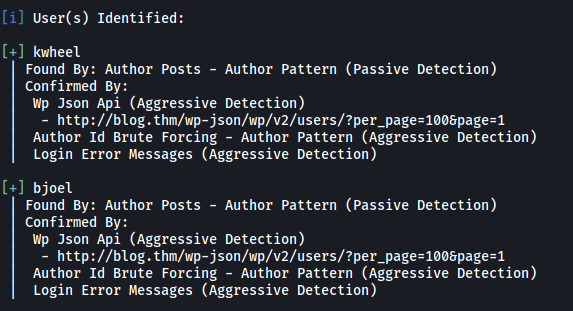 [i] User(s) Identified:
[+] kwheel
| Found By: Author Posts - Author Pattern (Passive Detection)
| Confirmed By:
|  Wp Json Api (Aggressive Detection)
|   - http://blog.thm/wp-json/wp/v2/users/?per_page=100&page=1
|  Author Id Brute Forcing - Author Pattern (Aggressive Detection)
|  Login Error Messages (Aggressive Detection)
[+] bjoel
| Found By: Author Posts - Author Pattern (Passive Detection)
| Confirmed By:
|  Wp Json Api (Aggressive Detection)
|   - http://blog.thm/wp-json/wp/v2/users/?per_page=100&page=1
|  Author Id Brute Forcing - Author Pattern (Aggressive Detection)
|  Login Error Messages (Aggressive Detection)